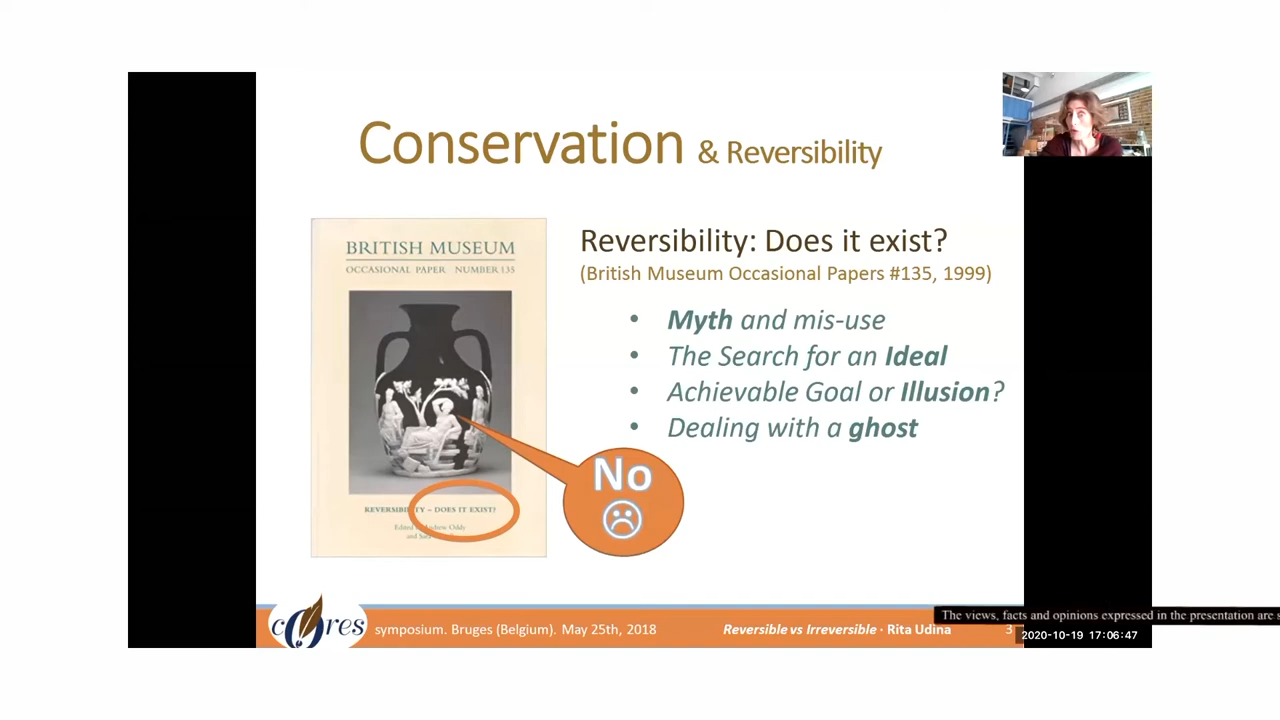 Conservation & Reversibility
BRITISH MUSEUM
OCCASIONAL PAPER NUMBER 135
REVERSIBILITY – DOES IT EXIST?
Edited Andrew Oddy
and
Reversibility: Does it exist?
(British Museum Occasional Papers #135, 1999)
• Myth and mis-use
• The Search for an Ideal
• Achievable Goal or Illusion?
• Dealing with a ghost
No
cores
symposium. Bruges (Belgium). May 25th, 2018
Reversible vs Irreversible · Rita Udina
3
The views, facts and opinions expressed in the presentation are
2020-10-19 17:06:47